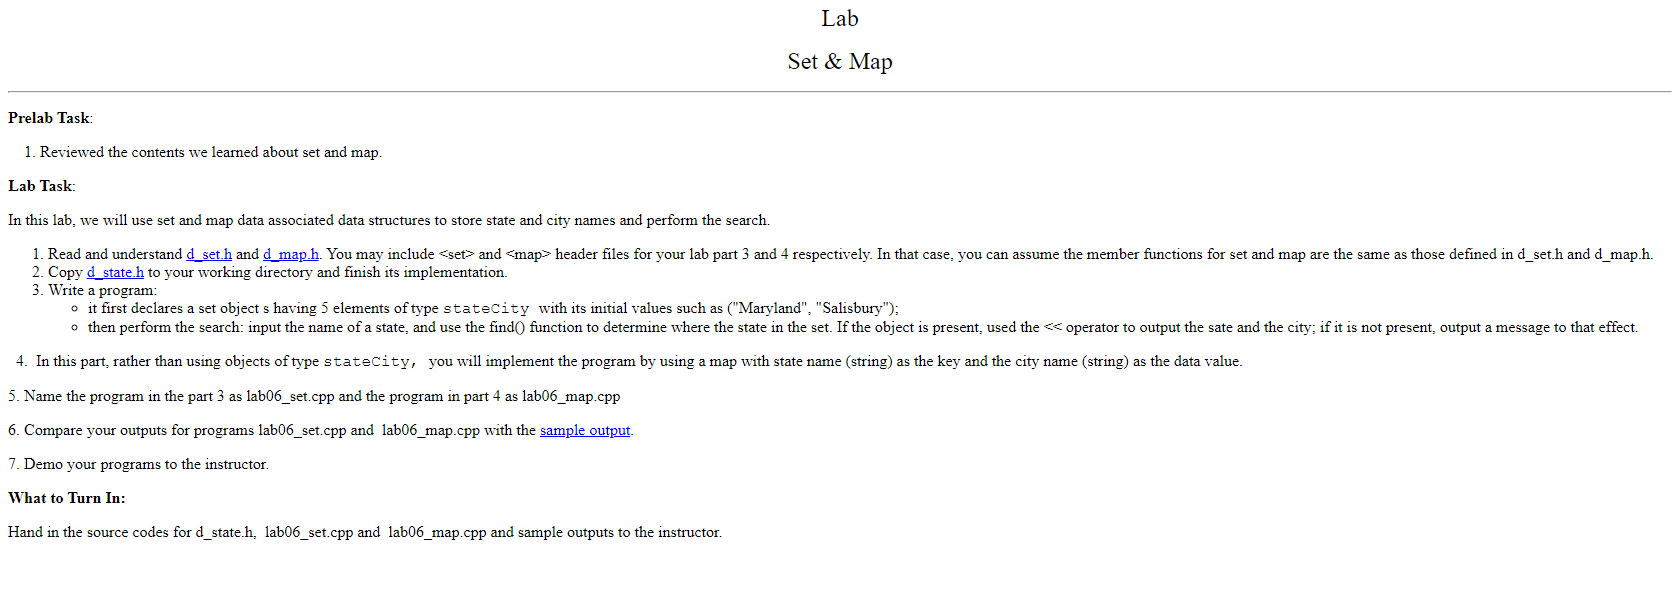 Lab
Set & Map
Prelab Task:
1. Reviewed the contents we learned about set and map.
Lab Task:
In this lab, we will use set and map data associated data structures to store state and city names and perform the search.
1. Read and understand d_set.h and d_map.h. You may include <set> and <map> header files for your lab part 3 and 4 respectively. In that case, you can assume the member functions for set and map are the same as those defined in d_set.h and d_map.h.
2. Copy d_state.h to your working directory and finish its implementation.
3. Write a program:
∘ it first declares a set object s having 5 elements of type stateCity with its initial values such as ("Maryland", "Salisbury");
∘ then perform the search: input the name of a state, and use the find() function to determine where the state in the set. If the object is present, used the << operator to output the sate and the city; if it is not present, output a message to that effect.
4. In this part, rather than using objects of type stateCity, you will implement the program by using a map with state name (string) as the key and the city name (string) as the data value.
5. Name the program in the part 3 as lab06_set.cpp and the program in part 4 as lab06_map.cpp
6. Compare your outputs for programs lab06_set.cpp and lab06_map.cpp with the sample output.
7. Demo your programs to the instructor.
What to Turn In:
Hand in the source codes for d_state.h, lab06_set.cpp and lab06_map.cpp and sample outputs to the instructor.